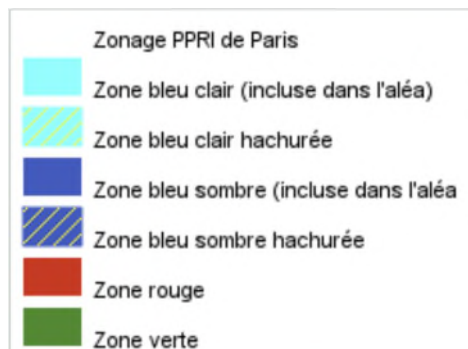 Zonage PPRI de Paris
Zone bleu clair (incluse dans l'aléa)
Zone bleu clair hachurée
Zone bleu sombre (incluse dans l'aléa
Zone bleu sombre hachurée
Zone rouge
Zone verte